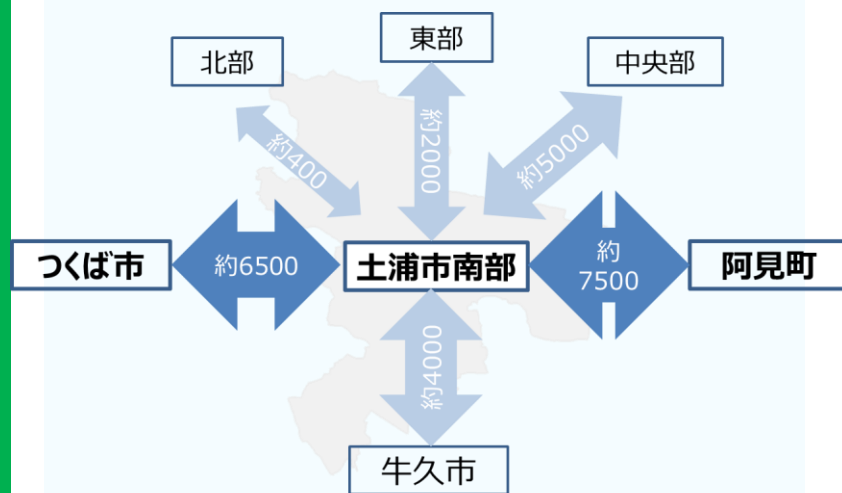 東部
北部
中央部
約400
約2000
約5000
つくば市
約6500
土浦市南部
約
7500
阿見町
約4000
牛久市